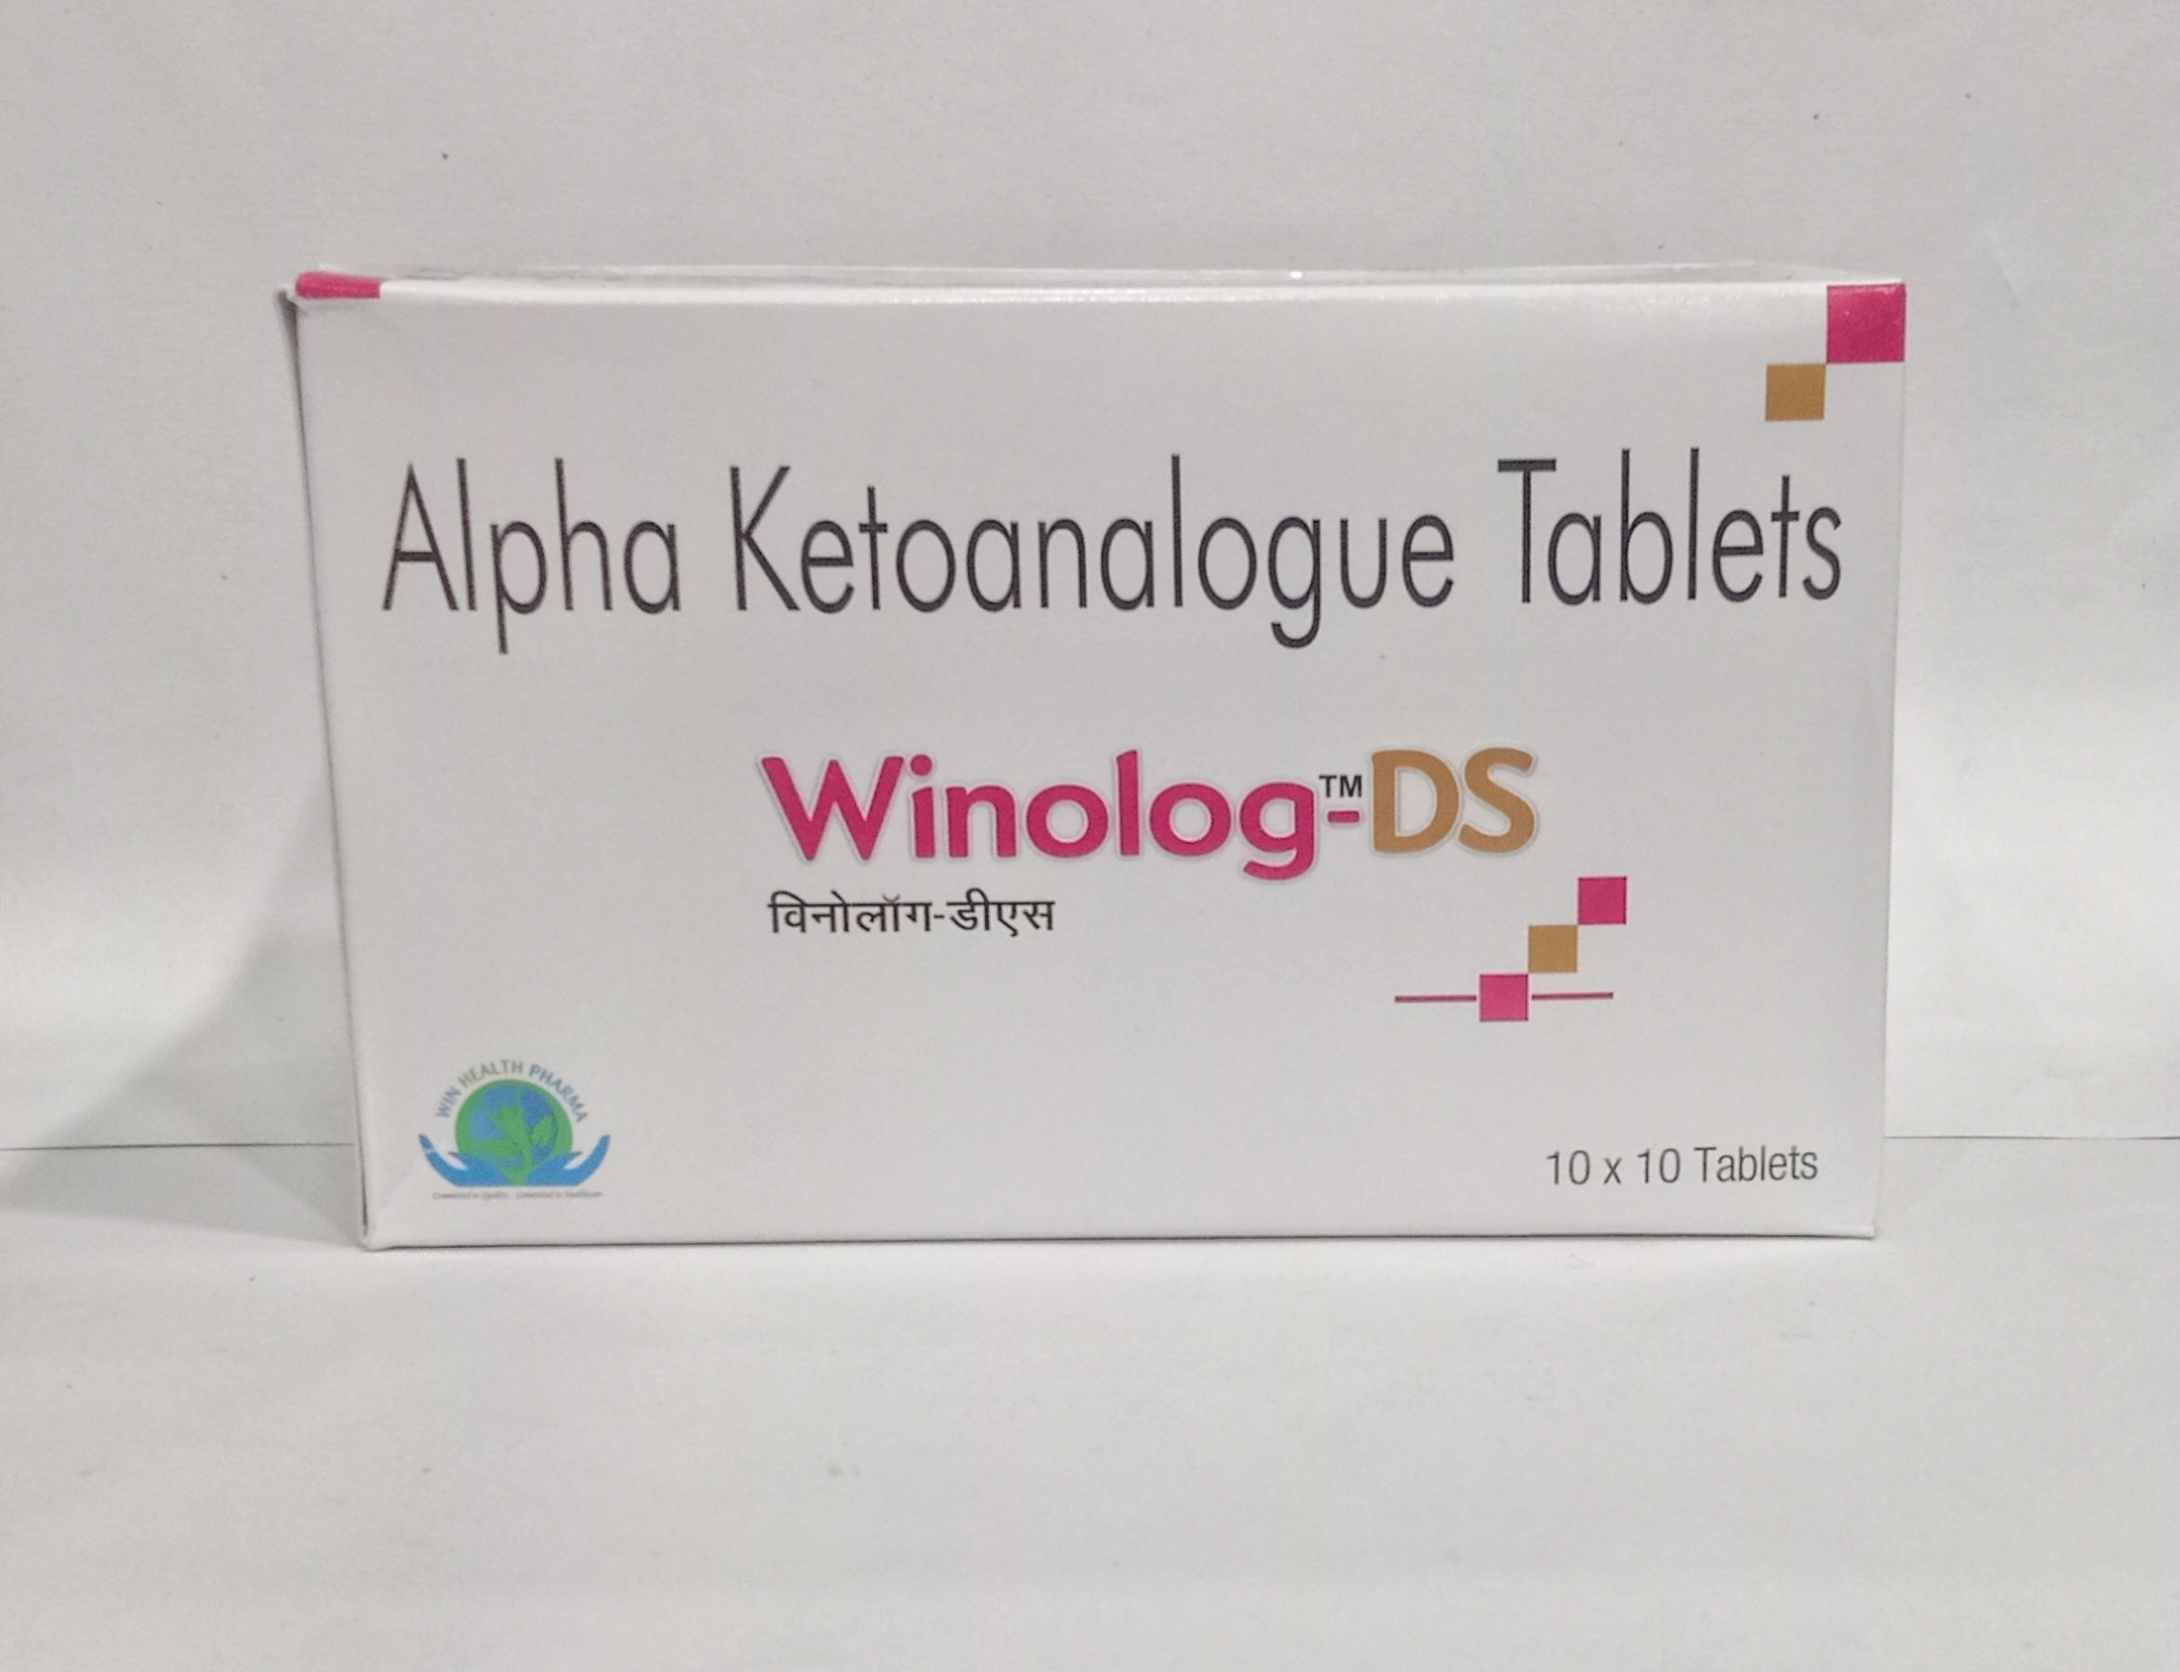 Alpha Ketoanalogue Tablets
Winolog™-DS
विनोलॉग-डीएस
WIN HEALTH PHARMA
10 x 10 Tablets